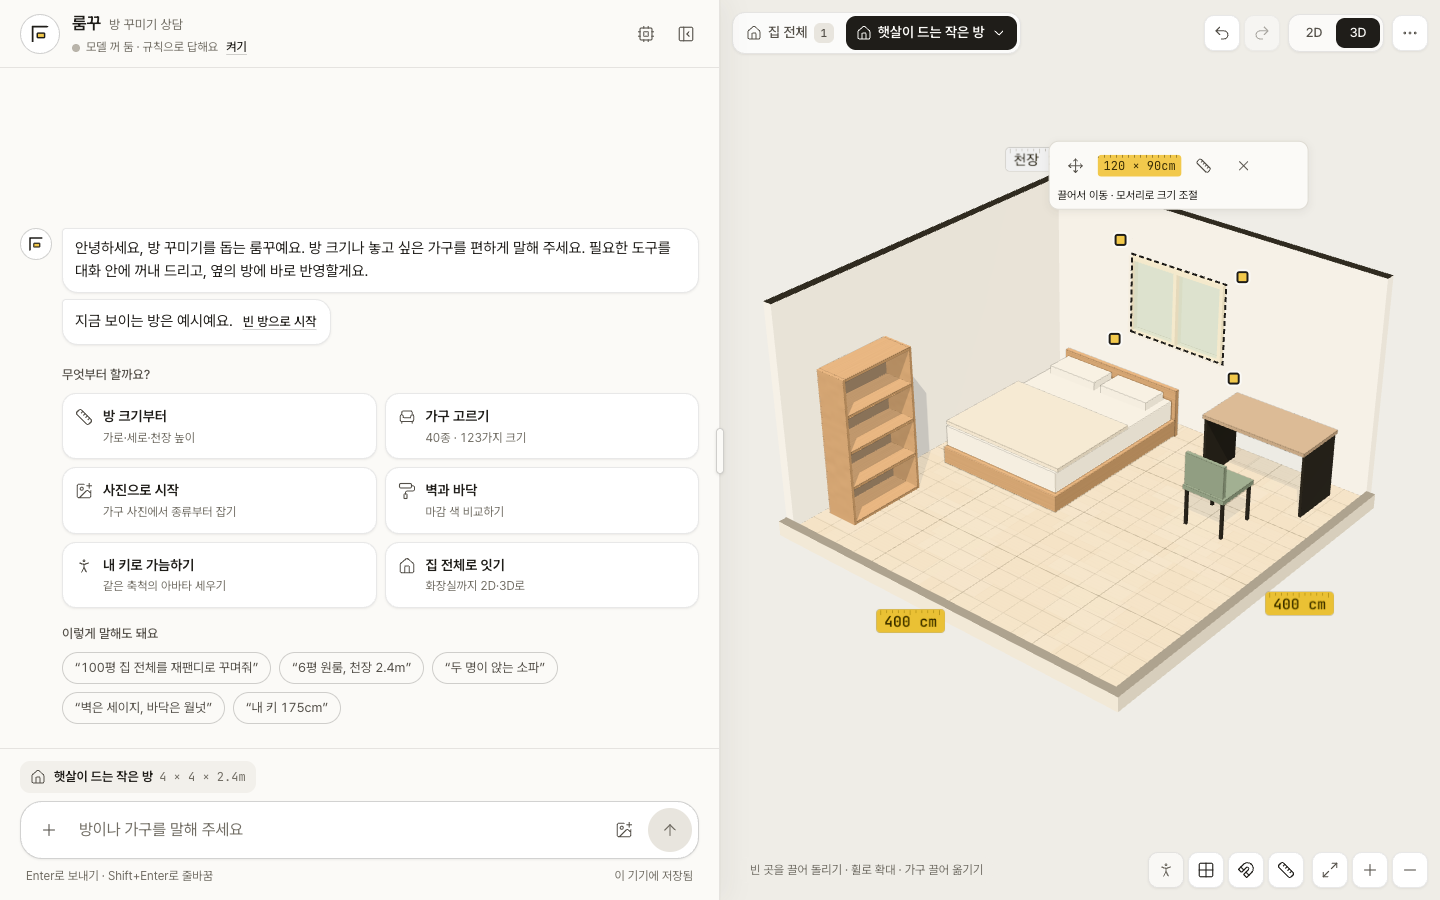 룸꾸 방 꾸미기 상담
모델 꺼 둠 · 규칙으로 답해요 켜기
안녕하세요, 방 꾸미기를 돕는 룸꾸예요. 방 크기나 놓고 싶은 가구를 편하게 말해 주세요. 필요한 도구를
대화 안에 꺼내 드리고, 옆의 방에 바로 반영할게요.
지금 보이는 방은 예시예요. 빈 방으로 시작
무엇부터 할까요?
방 크기부터
가로·세로·천장 높이
가구 고르기
40종 · 123가지 크기
사진으로 시작
가구 사진에서 종류부터 잡기
벽과 바닥
마감 색 비교하기
내 키로 가늠하기
같은 축척의 아바타 세우기
집 전체로 잇기
화장실까지 2D·3D로
이렇게 말해도 돼요
“100평 집 전체를 재팬디로 꾸며줘” “6평 원룸, 천장 2.4m” “두 명이 앉는 소파”
“벽은 세이지, 바닥은 월넛” “내 키 175cm”
햇살이 드는 작은 방 4 × 4 × 2.4m
방이나 가구를 말해 주세요
Enter로 보내기 · Shift+Enter로 줄바꿈 이 기기에 저장됨
집 전체 1 햇살이 드는 작은 방 2D 3D
천장
120 × 90cm
끌어서 이동 · 모서리로 크기 조절
400 cm
400 cm
빈 곳을 끌어 돌리기 · 휠로 확대 · 가구 끌어 옮기기